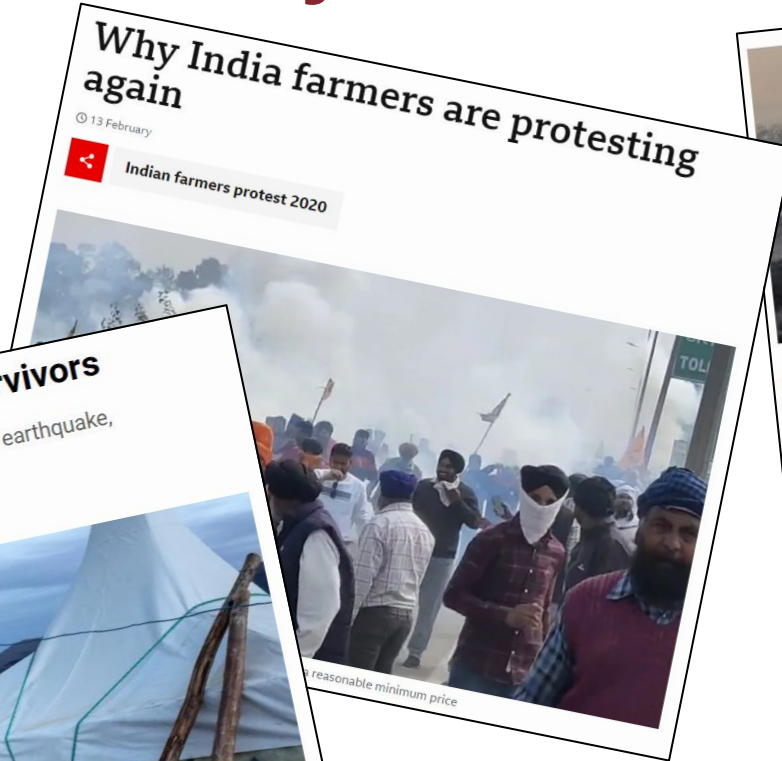 Why India farmers are protesting
again
13 February
Indian farmers protest 2020
TOL
rvivors
earthquake,
a reasonable minimum price